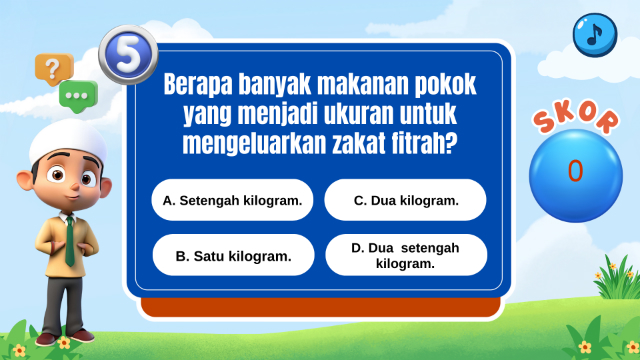 5
Berapa banyak makanan pokok
yang menjadi ukuran untuk
mengeluarkan zakat fitrah?
A. Setengah kilogram.
C. Dua kilogram.
B. Satu kilogram.
D. Dua setengah
kilogram.
SKOR
0
?